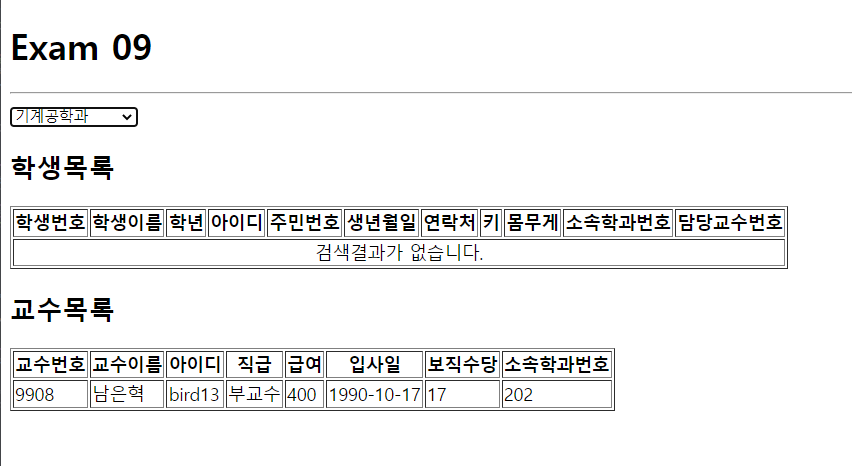 Exam 09
기계공학과
학생목록
학생번호 학생이름 학년 아이디 주민번호 생년월일 연락처 키 몸무게 소속학과번호 담당교수번호
검색결과가 없습니다.
교수목록
교수번호 교수이름 아이디 직급 급여 입사일 보직수당 소속학과번호
9908 남은혁 bird13 부교수 400 1990-10-17 17 202